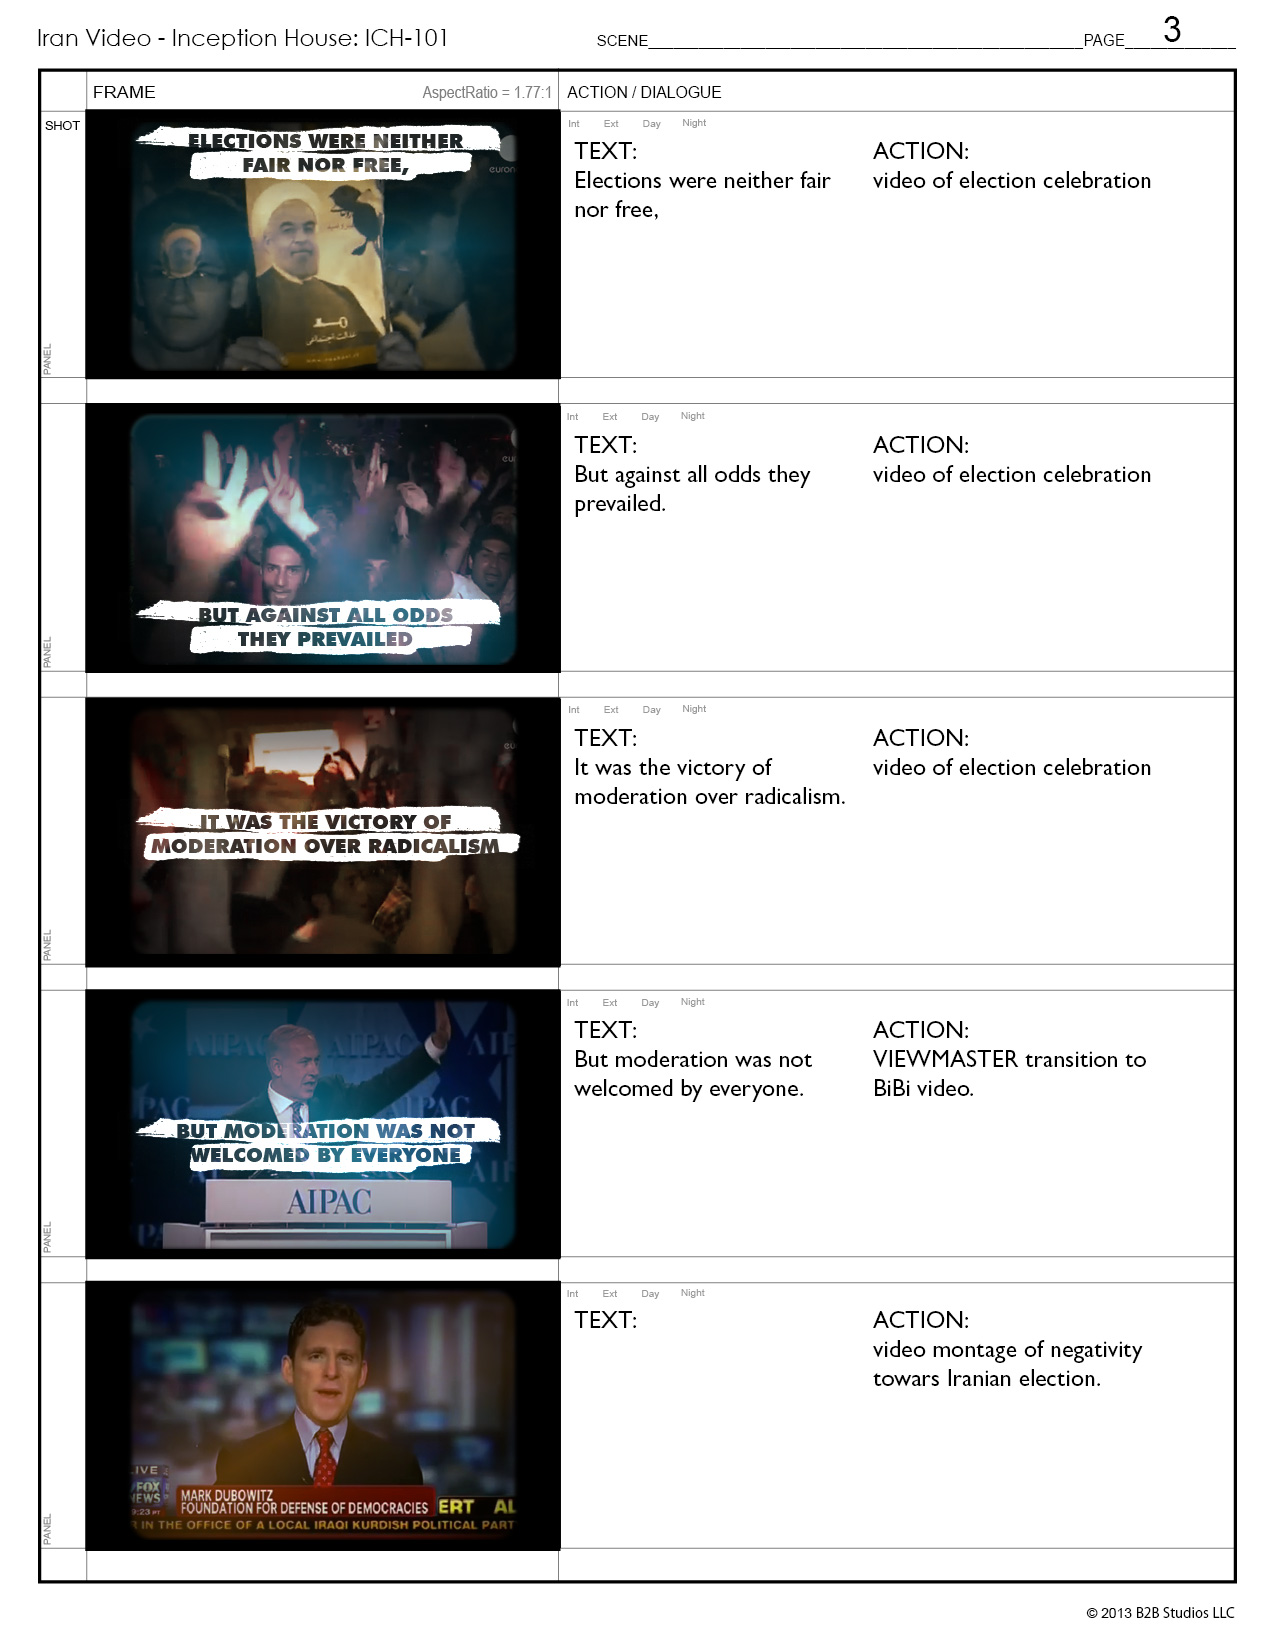 Iran Video - Inception House: ICH-101
SCENE PAGE 3
FRAME AspectRatio = 1.77:1 ACTION / DIALOGUE
SHOT
ELECTIONS WERE NEITHER
FAIR NOR FREE,
euron
عدالت اجتماعی
PANEL
Int Ext Day Night
TEXT:
Elections were neither fair
nor free,
ACTION:
video of election celebration
eu
BUT AGAINST ALL ODDS
THEY PREVAILED
PANEL
Int Ext Day Night
TEXT:
But against all odds they
prevailed.
ACTION:
video of election celebration
eu
IT WAS THE VICTORY OF
MODERATION OVER RADICALISM
PANEL
Int Ext Day Night
TEXT:
It was the victory of
moderation over radicalism.
ACTION:
video of election celebration
AIPAC AIPAC AIP
PAC AIPAC
BUT MODERATION WAS NOT
WELCOMED BY EVERYONE
AIPAC
PANEL
Int Ext Day Night
TEXT:
But moderation was not
welcomed by everyone.
ACTION:
VIEWMASTER transition to
BiBi video.
LIVE
FOX
NEWS
9:23 PT
MARK DUBOWITZ
FOUNDATION FOR DEFENSE OF DEMOCRACIES
ERT AL
R IN THE OFFICE OF A LOCAL IRAQI KURDISH POLITICAL PART
PANEL
Int Ext Day Night
TEXT:
ACTION:
video montage of negativity
towars Iranian election.
© 2013 B2B Studios LLC